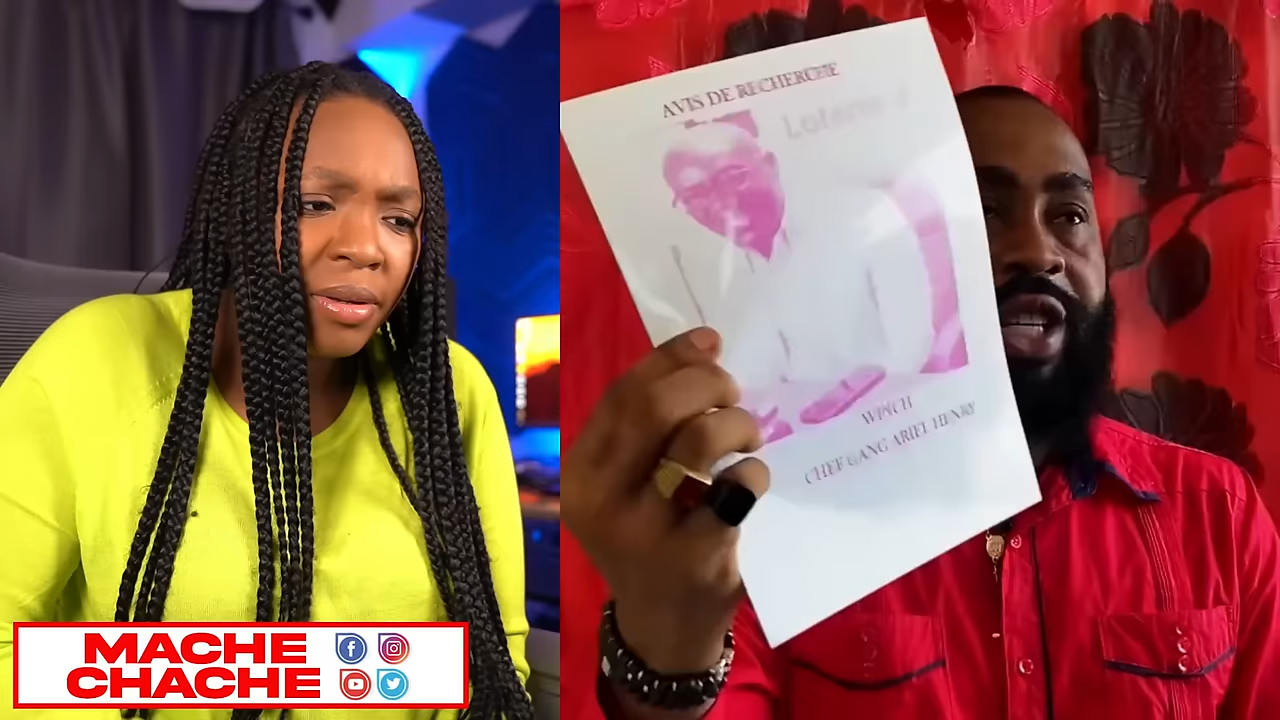 AVIS DE RECHERCHE
WINCH
CHEF GANG ARIEL HENRY
MACHE
CHACHE